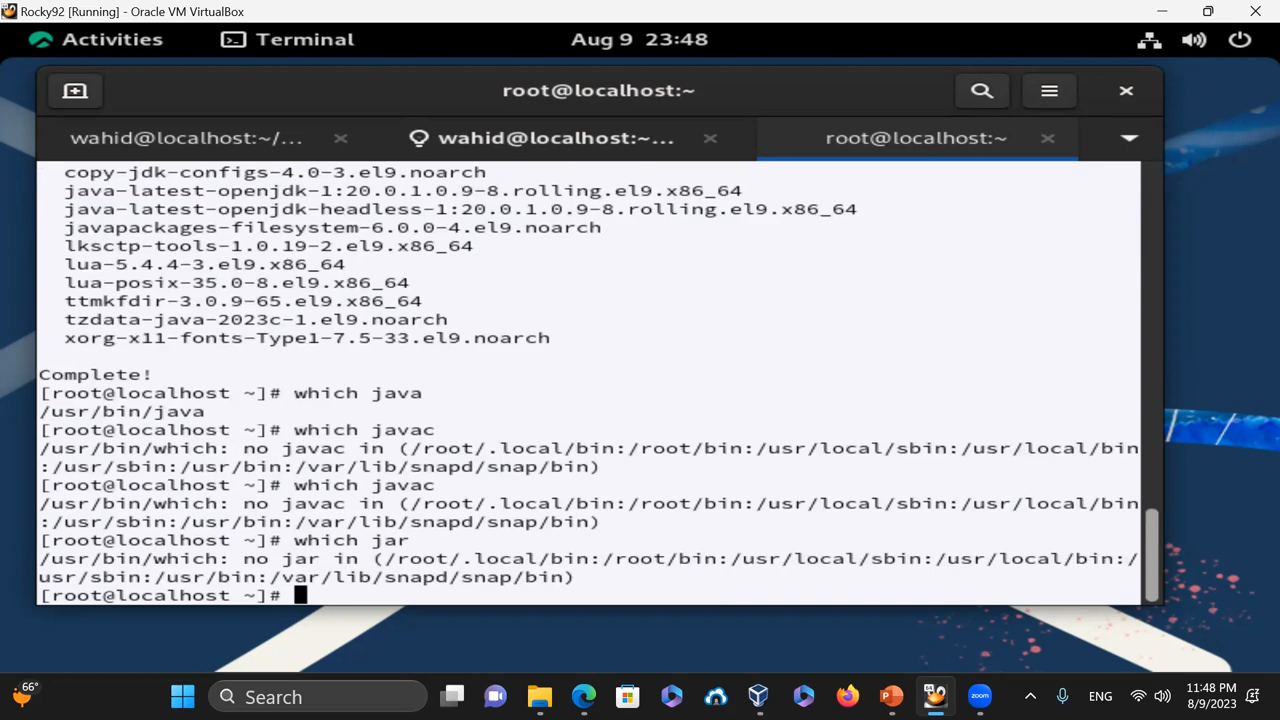 Rocky92 [Running] - Oracle VM VirtualBox
Activities Terminal Aug 9 23:48
root@localhost:~
wahid@localhost:~/... wahid@localhost:~... root@localhost:~
copy-jdk-configs-4.0-3.el9.noarch
java-latest-openjdk-1:20.0.1.0.9-8.rolling.el9.x86_64
java-latest-openjdk-headless-1:20.0.1.0.9-8.rolling.el9.x86_64
javapackages-filesystem-6.0.0-4.el9.noarch
lksctp-tools-1.0.19-2.el9.x86_64
lua-5.4.4-3.el9.x86_64
lua-posix-35.0-8.el9.x86_64
ttmkfdir-3.0.9-65.el9.x86_64
tzdata-java-2023c-1.el9.noarch
xorg-x11-fonts-Type1-7.5-33.el9.noarch
Complete!
[root@localhost ~]# which java
/usr/bin/java
[root@localhost ~]# which javac
/usr/bin/which: no javac in (/root/.local/bin:/root/bin:/usr/local/sbin:/usr/local/bin
:/usr/sbin:/usr/bin:/var/lib/snapd/snap/bin)
[root@localhost ~]# which javac
/usr/bin/which: no javac in (/root/.local/bin:/root/bin:/usr/local/sbin:/usr/local/bin
:/usr/sbin:/usr/bin:/var/lib/snapd/snap/bin)
[root@localhost ~]# which jar
/usr/bin/which: no jar in (/root/.local/bin:/root/bin:/usr/local/sbin:/usr/local/bin:/
usr/sbin:/usr/bin:/var/lib/snapd/snap/bin)
[root@localhost ~]#
66° Search zoom ENG 11:48 PM
8/9/2023